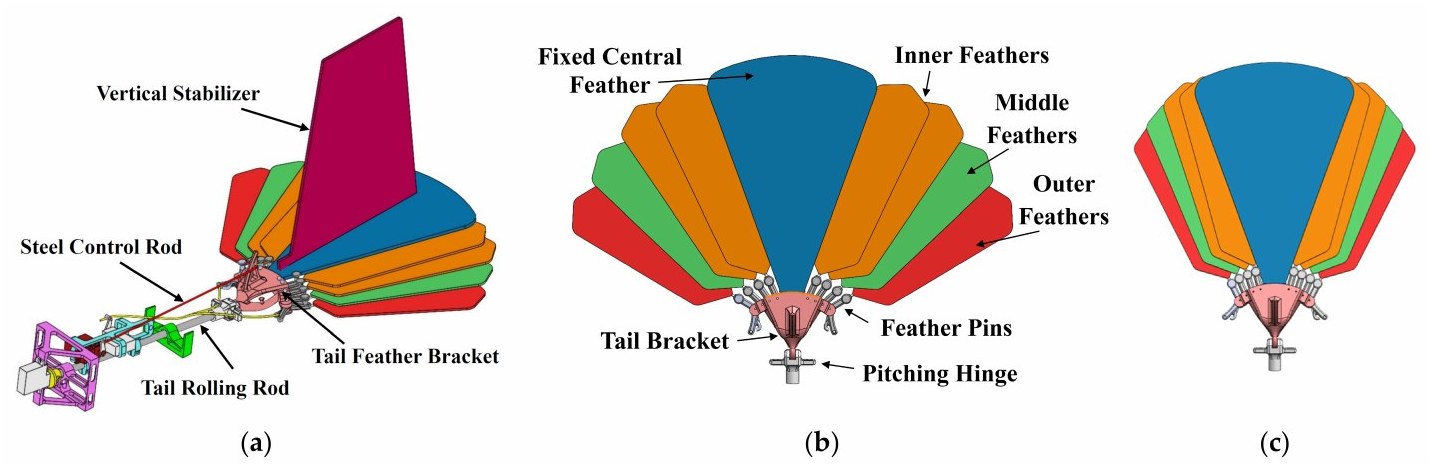 Vertical Stabilizer
Steel Control Rod
Tail Feather Bracket
Tail Rolling Rod
(a)
Fixed Central
Feather
Inner Feathers
Middle
Feathers
Outer
Feathers
Tail Bracket
Feather Pins
Pitching Hinge
(b)
(c)